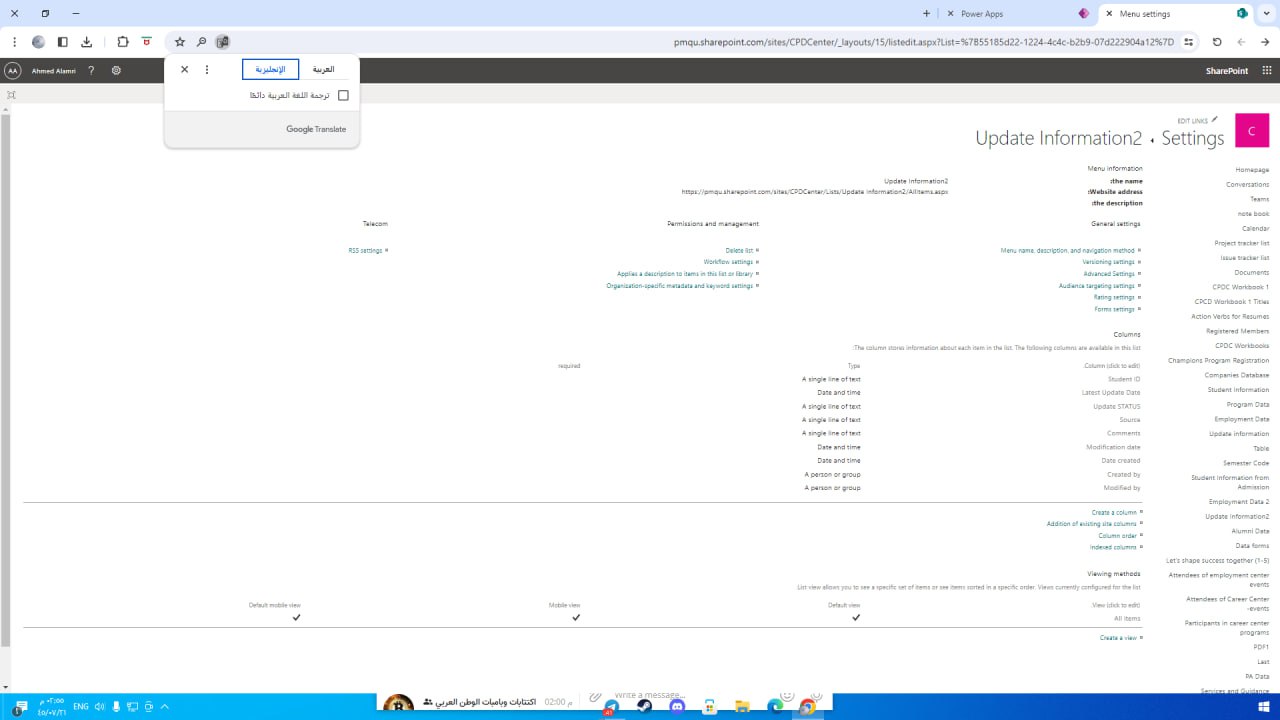 Power Apps
Menu settings
pmqu.sharepoint.com/sites/CPDCenter/_layouts/15/listedit.aspx?List=%7B55185d22-1224-4c4c-b2b9-07d222904a12%7D
AA
Ahmed Alamri
?
SharePoint
العربية
الإنجليزية
ترجمة اللغة العربية دائمًا
Google Translate
EDIT LINKS
C
Update Information2 ‹ Settings
Menu information
Update Information2
:the name
https://pmqu.sharepoint.com/sites/CPDCenter/Lists/Update Information2/AllItems.aspx
:Website address
:the description
General settings
Permissions and management
Telecom
Menu name, description, and navigation method
Delete list
RSS settings
Versioning settings
Workflow settings
Advanced Settings
Applies a description to items in this list or library
Audience targeting settings
Organization-specific metadata and keyword settings
Rating settings
Forms settings
Columns
:The column stores information about each item in the list. The following columns are available in this list
Column (click to edit)
Type
required
Student ID
A single line of text
Latest Update Date
Date and time
Update STATUS
A single line of text
Source
A single line of text
Comments
A single line of text
Modification date
Date and time
Date created
Date and time
Created by
A person or group
Modified by
A person or group
Create a column
Addition of existing site columns
Column order
Indexed columns
Viewing methods
:List view allows you to see a specific set of items or see items sorted in a specific order. Views currently configured for the list
View (click to edit)
Default view
Mobile view
Default mobile view
All items
Create a view
Homepage
Conversations
Teams
note book
Calendar
Project tracker list
Issue tracker list
Documents
CPDC Workbook 1
CPCD Workbook 1 Titles
Action Verbs for Resumes
Registered Members
CPDC Workbooks
Champions Program Registration
Companies Database
Student Information
Program Data
Employment Data
Update information
Table
Semester Code
Student Information from
Admission
Employment Data 2
Update Information2
Alumni Data
Data forms
Let's shape success together (1-5)
Attendees of employment center
events
Attendees of Career Center
-events
Participants in career center
programs
PDF1
Last
PA Data
Services and Guidance
Write a message...
اكتتابات وياميات الوطن العربي
02:00 م
ENG
٠٢:٥٥ م
٤٥/٠٧/٢٦